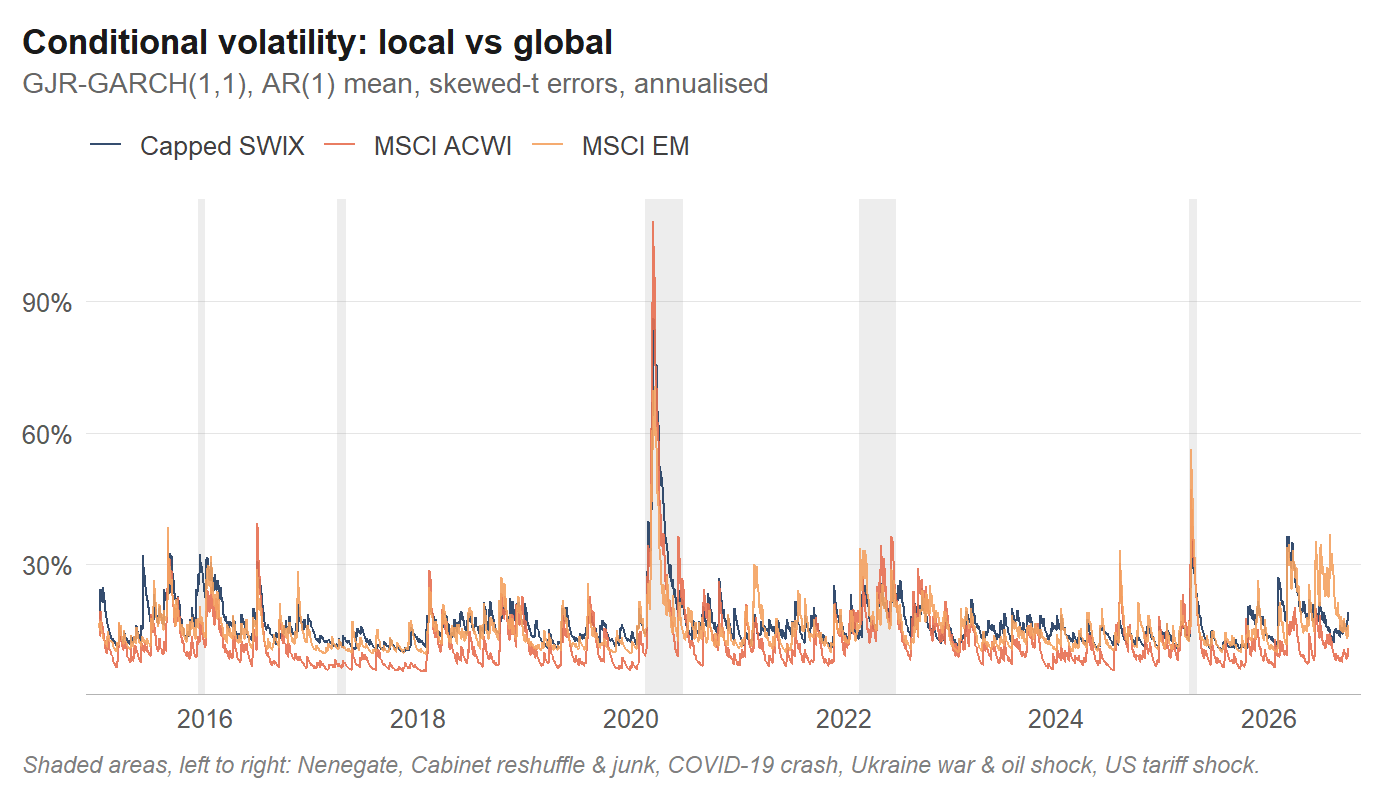 Conditional volatility: local vs global
GJR-GARCH(1,1), AR(1) mean, skewed-t errors, annualised
Capped SWIX MSCI ACWI MSCI EM
90%
60%
30%
2016 2018 2020 2022 2024 2026
Shaded areas, left to right: Nenegate, Cabinet reshuffle & junk, COVID-19 crash, Ukraine war & oil shock, US tariff shock.